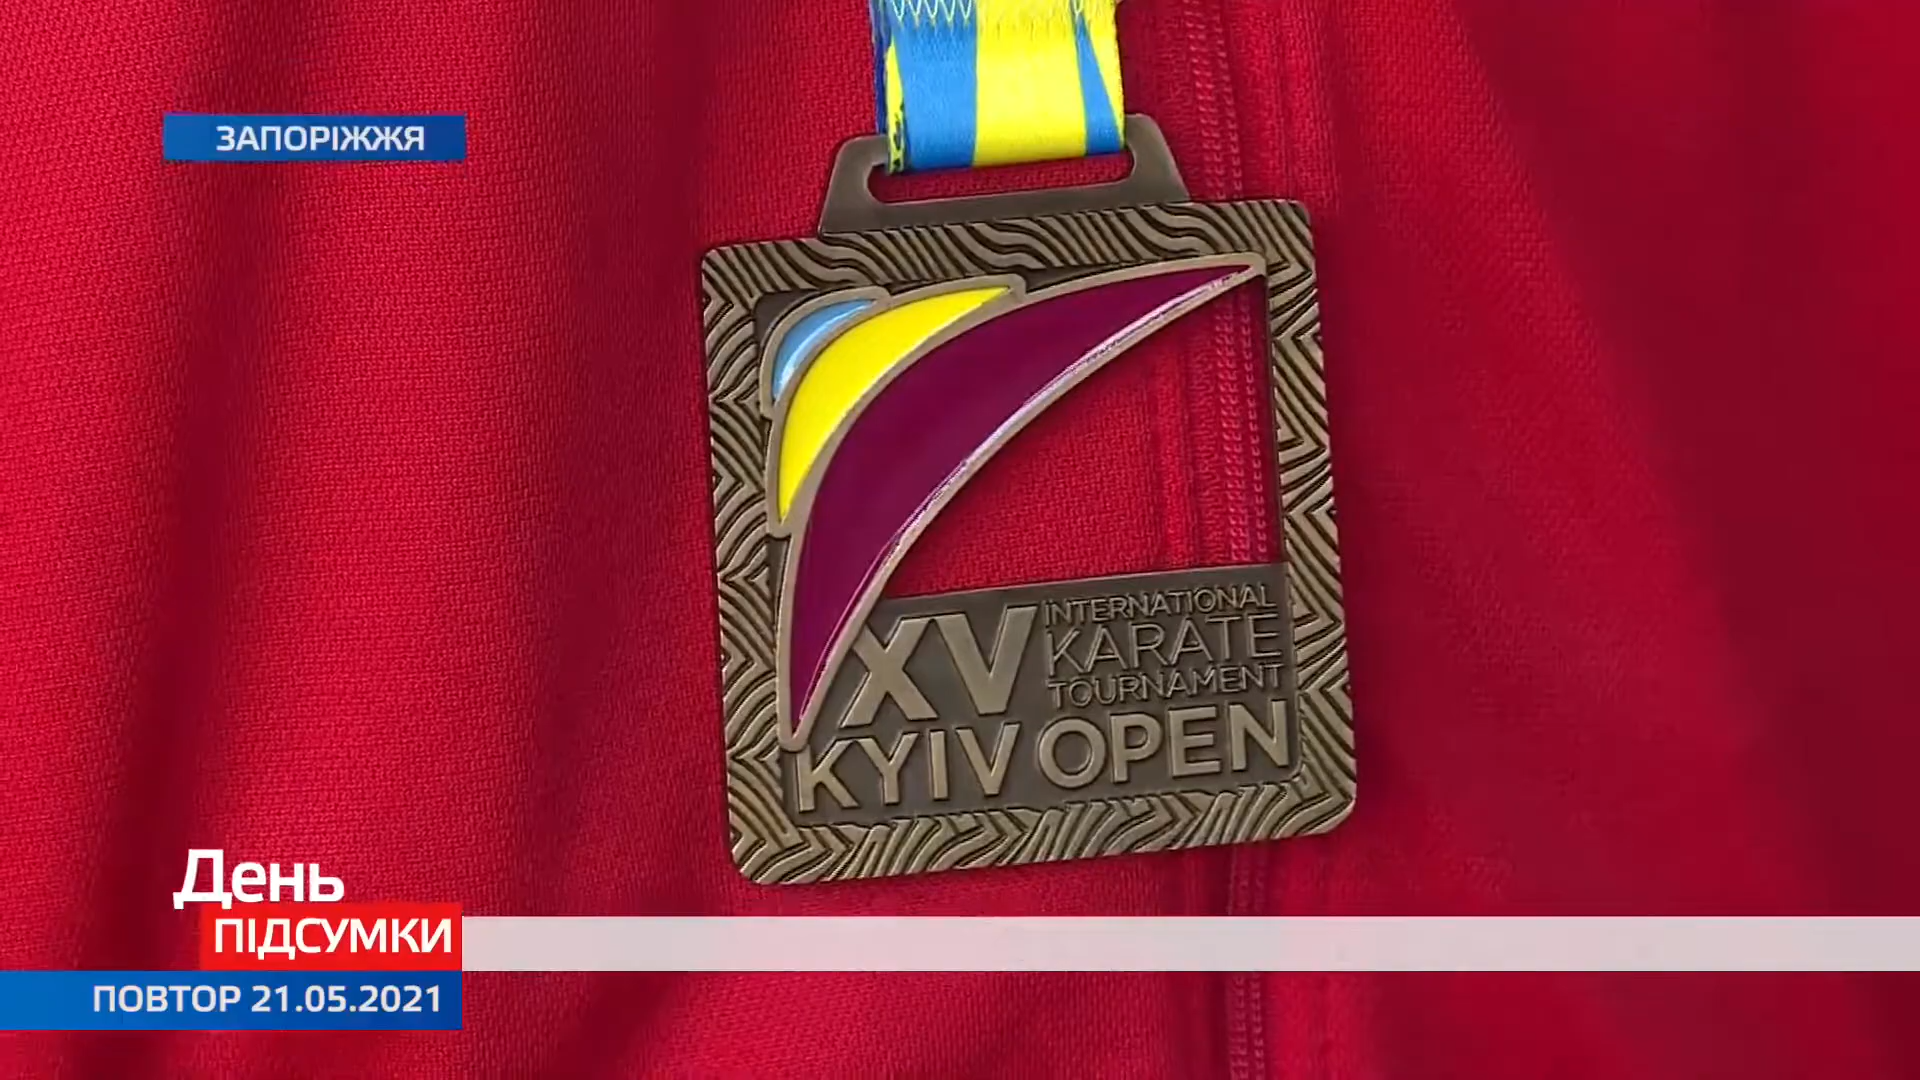 ЗАПОРІЖЖЯ
XV INTERNATIONAL
KARATE
TOURNAMENT
KYIV OPEN
День
ПІДСУМКИ
ПОВТОР 21.05.2021